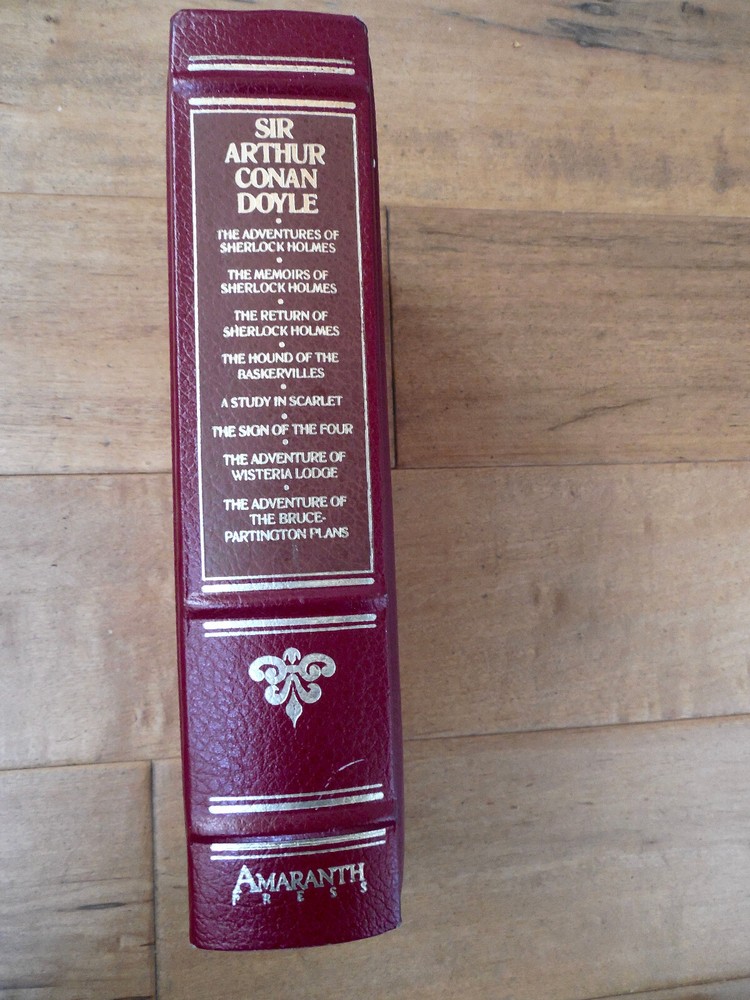 SIR
ARTHUR
CONAN
DOYLE
THE ADVENTURES OF
SHERLOCK HOLMES
THE MEMOIRS OF
SHERLOCK HOLMES
THE RETURN OF
SHERLOCK HOLMES
THE HOUND OF THE
BASKERVILLES
A STUDY IN SCARLET
THE SIGN OF THE FOUR
THE ADVENTURE OF
WISTERIA LODGE
THE ADVENTURE OF
THE BRUCE-
PARTINGTON PLANS
AMARANTH
PRESS